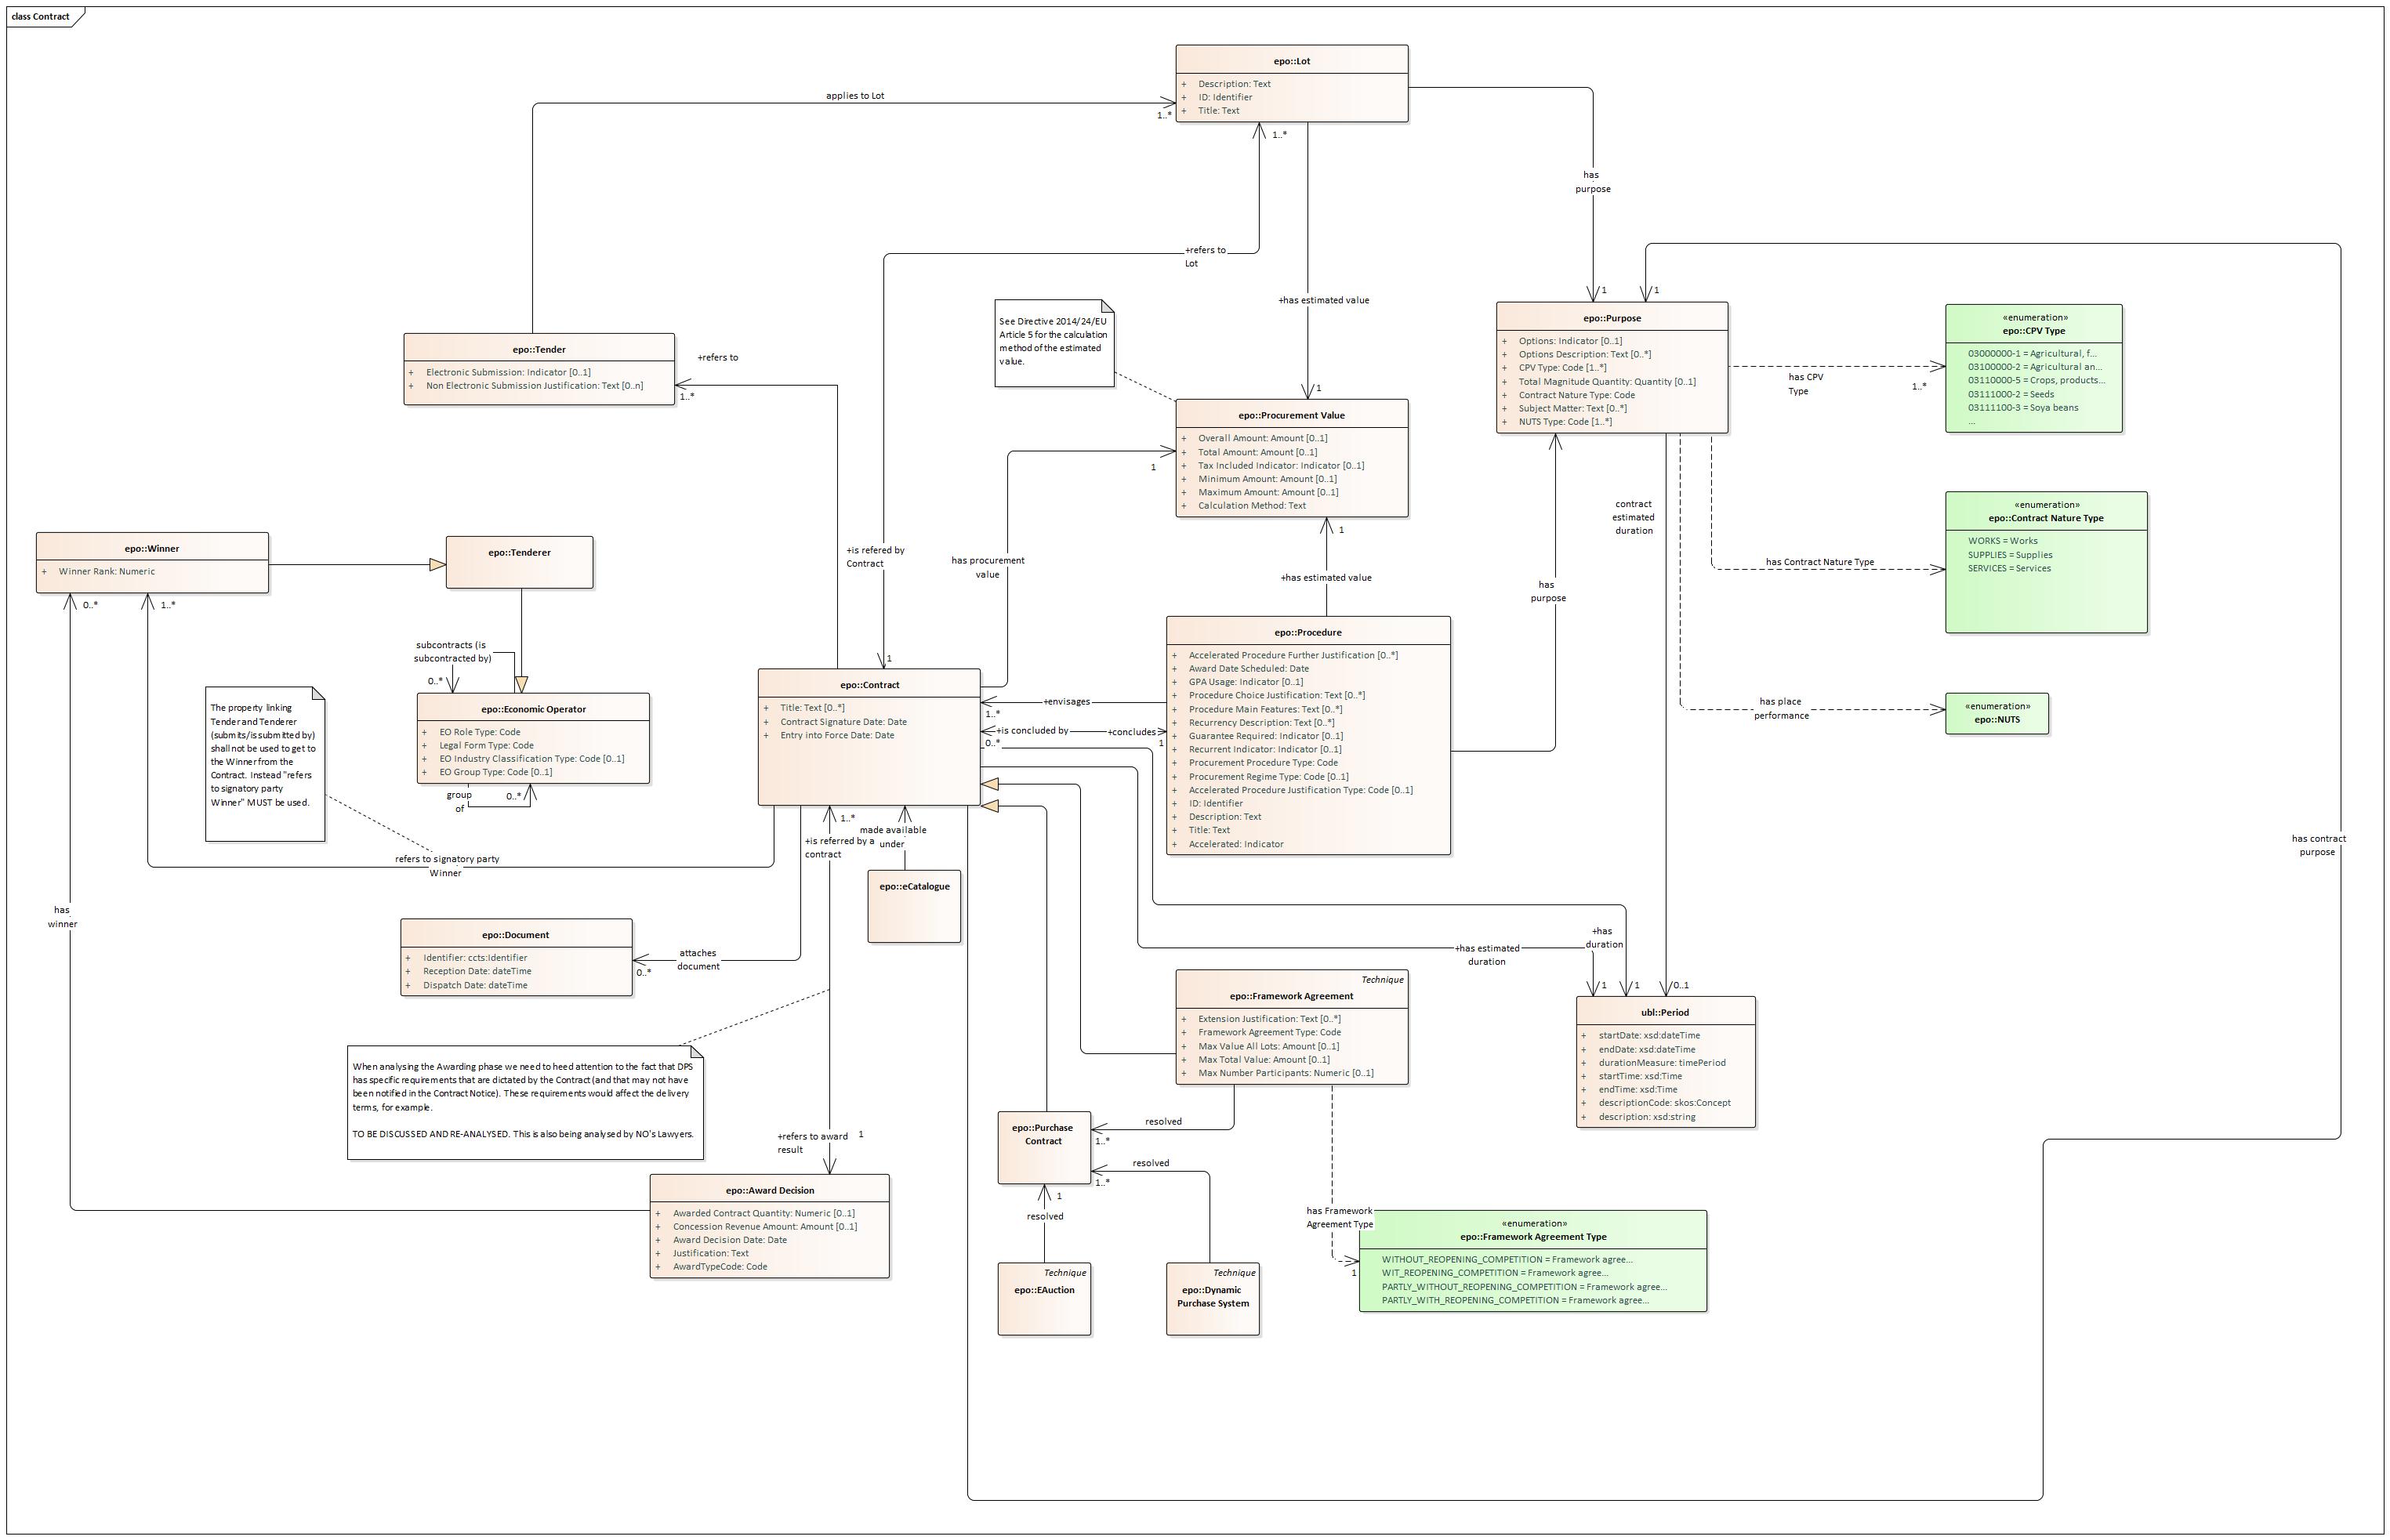 class Contract
epo::Lot
+ Description: Text
+ ID: Identifier
+ Title: Text
applies to Lot
1..*
1..*
has
purpose
+refers to
Lot
+has estimated value
1
1
1
See Directive 2014/24/EU
Article 5 for the calculation
method of the estimated
value.
epo::Purpose
+ Options: Indicator [0..1]
+ Options Description: Text [0..*]
+ CPV Type: Code [1..*]
+ Total Magnitude Quantity: Quantity [0..1]
+ Contract Nature Type: Code
+ Subject Matter: Text [0..*]
+ NUTS Type: Code [1..*]
«enumeration»
epo::CPV Type
03000000-1 = Agricultural, f...
03100000-2 = Agricultural an...
03110000-5 = Crops, products...
03111000-2 = Seeds
03111100-3 = Soya beans
...
has CPV
Type
1..*
epo::Tender
+ Electronic Submission: Indicator [0..1]
+ Non Electronic Submission Justification: Text [0..n]
+refers to
1..*
epo::Procurement Value
+ Overall Amount: Amount [0..1]
+ Total Amount: Amount [0..1]
+ Tax Included Indicator: Indicator [0..1]
+ Minimum Amount: Amount [0..1]
+ Maximum Amount: Amount [0..1]
+ Calculation Method: Text
1
1
contract
estimated
duration
«enumeration»
epo::Contract Nature Type
WORKS = Works
SUPPLIES = Supplies
SERVICES = Services
has Contract Nature Type
epo::Winner
+ Winner Rank: Numeric
0..*
1..*
epo::Tenderer
+is refered by
Contract
has procurement
value
+has estimated value
has
purpose
subcontracts (is
subcontracted by)
0..*
1
epo::Economic Operator
+ EO Role Type: Code
+ Legal Form Type: Code
+ EO Industry Classification Type: Code [0..1]
+ EO Group Type: Code [0..1]
group
of
0..*
The property linking
Tender and Tenderer
(submits/is submitted by)
shall not be used to get to
the Winner from the
Contract. Instead "refers
to signatory party
Winner" MUST be used.
epo::Contract
+ Title: Text [0..*]
+ Contract Signature Date: Date
+ Entry into Force Date: Date
+envisages
1..*
+is concluded by
+concludes
0..*
1
epo::Procedure
+ Accelerated Procedure Further Justification [0..*]
+ Award Date Scheduled: Date
+ GPA Usage: Indicator [0..1]
+ Procedure Choice Justification: Text [0..*]
+ Procedure Main Features: Text [0..*]
+ Recurrency Description: Text [0..*]
+ Guarantee Required: Indicator [0..1]
+ Recurrent Indicator: Indicator [0..1]
+ Procurement Procedure Type: Code
+ Procurement Regime Type: Code [0..1]
+ Accelerated Procedure Justification Type: Code [0..1]
+ ID: Identifier
+ Description: Text
+ Title: Text
+ Accelerated: Indicator
has place
performance
«enumeration»
epo::NUTS
has contract
purpose
1..*
+is referred by a
contract
made available
under
refers to signatory party
Winner
epo::eCatalogue
has
winner
epo::Document
+ Identifier: ccts:Identifier
+ Reception Date: dateTime
+ Dispatch Date: dateTime
attaches
document
0..*
+has estimated
duration
+has
duration
1
1
0..1
When analysing the Awarding phase we need to heed attention to the fact that DPS
has specific requirements that are dictated by the Contract (and that may not have
been notified in the Contract Notice). These requirements would affect the delivery
terms, for example.
TO BE DISCUSSED AND RE-ANALYSED. This is also being analysed by NO's Lawyers.
Technique
epo::Framework Agreement
+ Extension Justification: Text [0..*]
+ Framework Agreement Type: Code
+ Max Value All Lots: Amount [0..1]
+ Max Total Value: Amount [0..1]
+ Max Number Participants: Numeric [0..1]
ubl::Period
+ startDate: xsd:dateTime
+ endDate: xsd:dateTime
+ durationMeasure: timePeriod
+ startTime: xsd:Time
+ endTime: xsd:Time
+ descriptionCode: skos:Concept
+ description: xsd:string
+refers to award
result
1
epo::Purchase
Contract
resolved
1..*
resolved
1..*
1
resolved
epo::Award Decision
+ Awarded Contract Quantity: Numeric [0..1]
+ Concession Revenue Amount: Amount [0..1]
+ Award Decision Date: Date
+ Justification: Text
+ AwardTypeCode: Code
Technique
epo::EAuction
Technique
epo::Dynamic
Purchase System
has Framework
Agreement Type
1
«enumeration»
epo::Framework Agreement Type
WITHOUT_REOPENING_COMPETITION = Framework agree...
WIT_REOPENING_COMPETITION = Framework agree...
PARTLY_WITHOUT_REOPENING_COMPETITION = Framework agree...
PARTLY_WITH_REOPENING_COMPETITION = Framework agree...